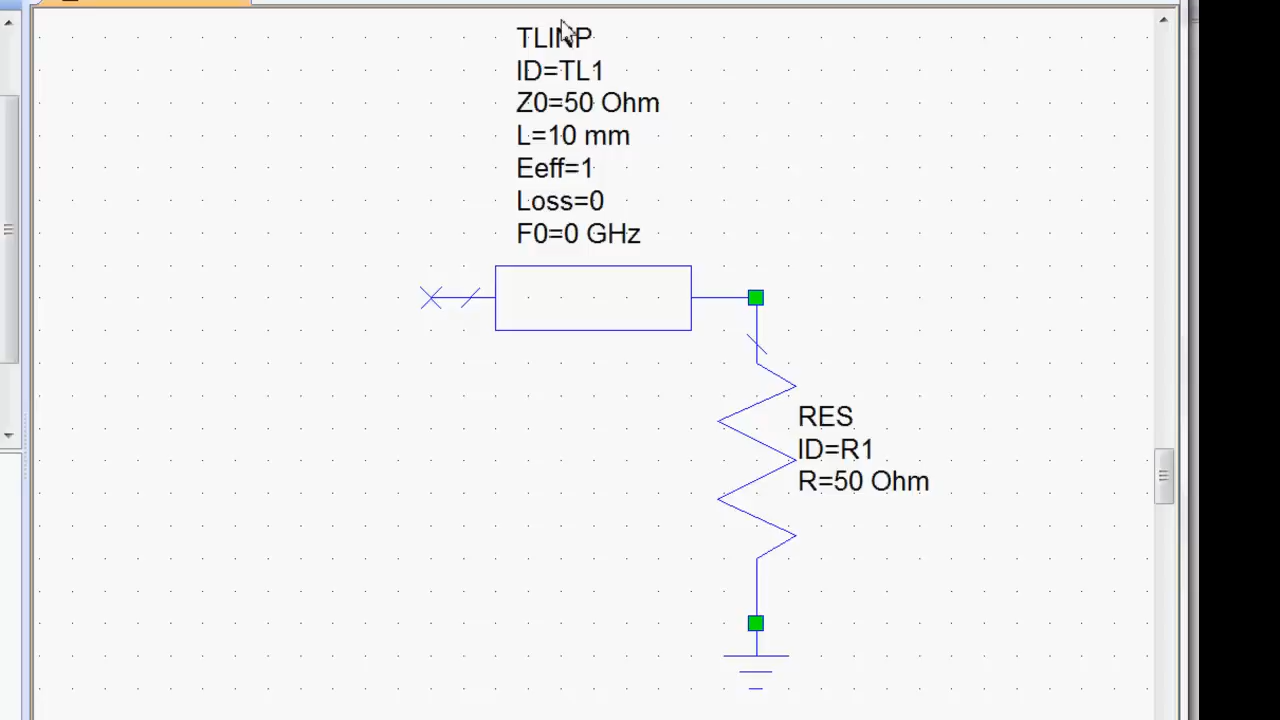 TLINP
ID=TL1
Z0=50 Ohm
L=10 mm
Eeff=1
Loss=0
F0=0 GHz
RES
ID=R1
R=50 Ohm